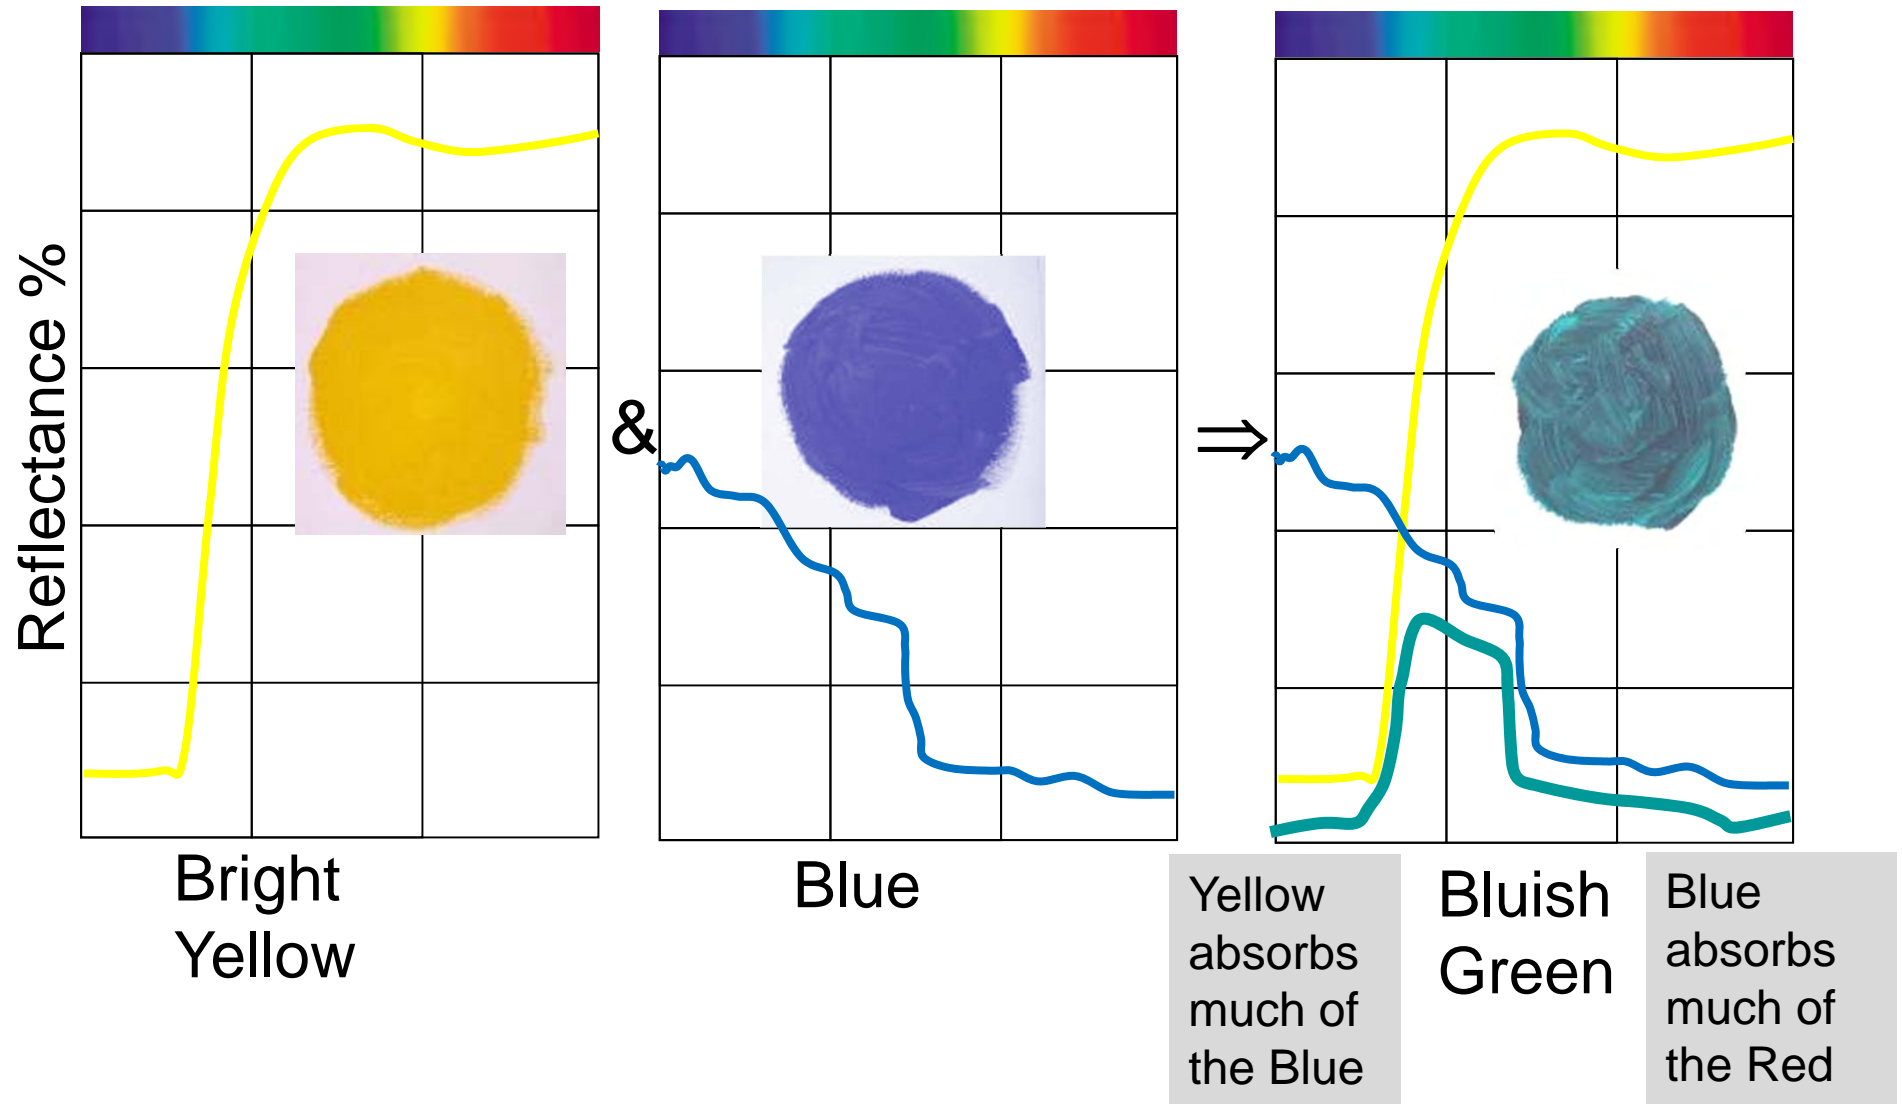 Reflectance %
&
⇒
Bright
Yellow
Blue
Yellow
absorbs
much of
the Blue
Bluish
Green
Blue
absorbs
much of
the Red